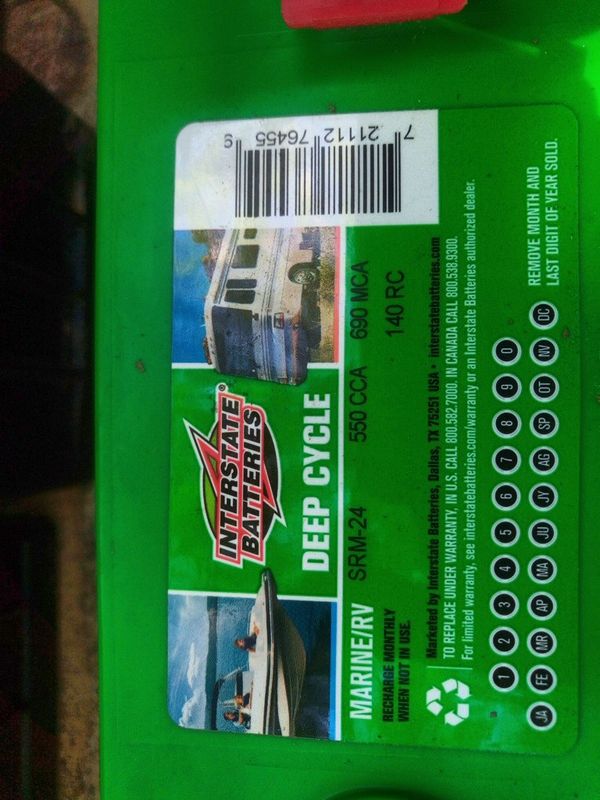 INTERSTATE
BATTERIES®
DEEP CYCLE
7 21112 76455 9
MARINE/RV SRM-24 550 CCA 690 MCA
RECHARGE MONTHLY 140 RC
WHEN NOT IN USE.
Marketed by Interstate Batteries, Dallas, TX 75251 USA • interstatebatteries.com
TO REPLACE UNDER WARRANTY, IN U.S. CALL 800.582.7000. IN CANADA CALL 800.538.9300.
For limited warranty, see interstatebatteries.com/warranty or an Interstate Batteries authorized dealer.
1 2 3 4 5 6 7 8 9 0
REMOVE MONTH AND
LAST DIGIT OF YEAR SOLD.
JA FE MR AP MA JU JY AG SP OT NV DC